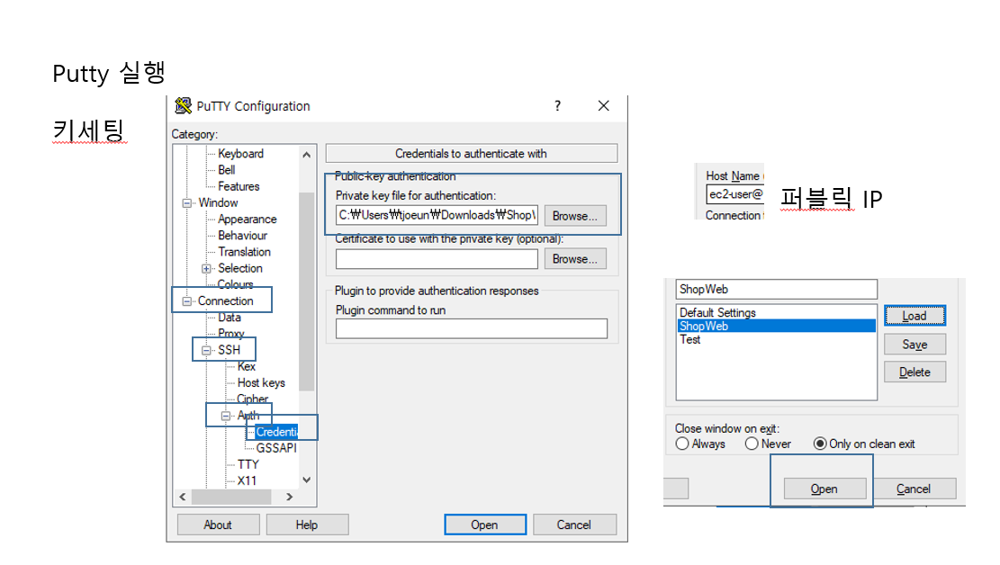 Putty 실행
키세팅
PuTTY Configuration
?
Category:
Keyboard
Bell
Features
Window
Appearance
Behaviour
Translation
Selection
Colours
Connection
Data
Proxy
SSH
Kex
Host keys
Cipher
Auth
GSSAPI
TTY
X11
Credentials to authenticate with
Public-key authentication
Private key file for authentication:
C:₩Users₩tjoeun₩Downloads₩Shop\
Browse...
Certificate to use with the private key (optional):
Browse...
Plugin to provide authentication responses
Plugin command to run
About
Help
Open
Cancel
Host Name (
ec2-user@
퍼블릭 IP
ShopWeb
Default Settings
ShopWeb
Test
Load
Save
Delete
Close window on exit:
Always Never Only on clean exit
Open
Cancel